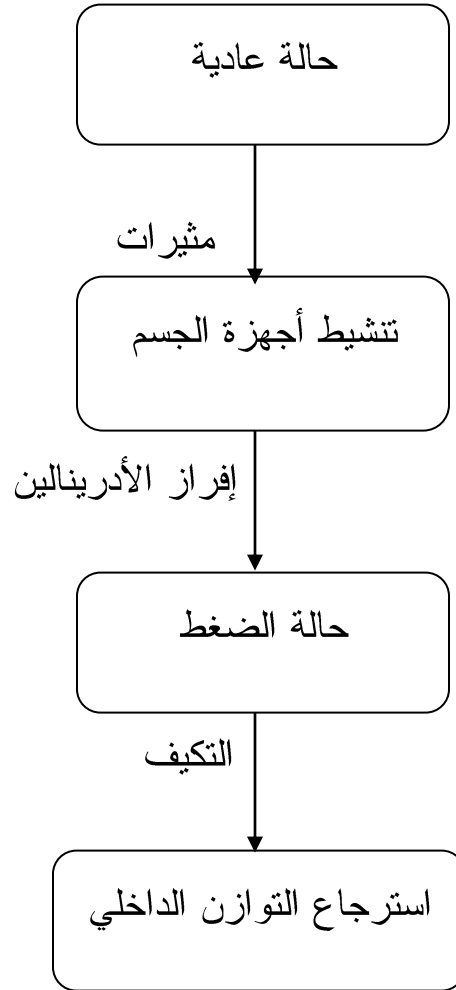 حالة عادية
مثيرات
تنشيط أجهزة الجسم
إفراز الأدرينالين
حالة الضغط
التكيف
استرجاع التوازن الداخلي